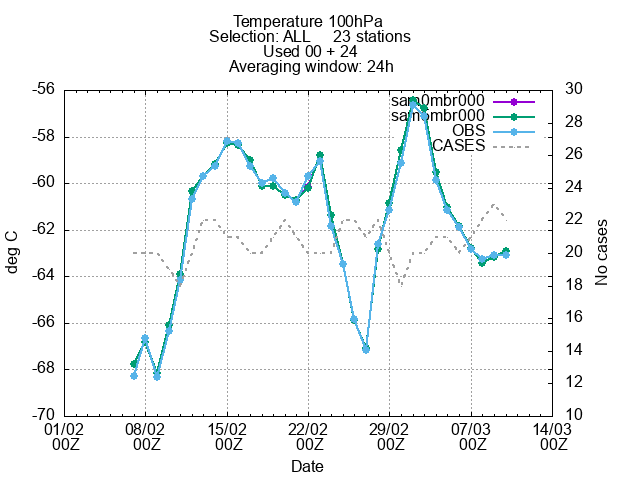 Temperature 100hPa
Selection: ALL 23 stations
Used 00 + 24
Averaging window: 24h
-56
-58
-60
-62
-64
-66
-68
-70
deg C
30
28
26
24
22
20
18
16
14
12
10
No cases
sam0mbr000
OBS
CASES
01/02 08/02 15/02 22/02 29/02 07/03 14/03
00Z 00Z 00Z 00Z 00Z 00Z 00Z
Date